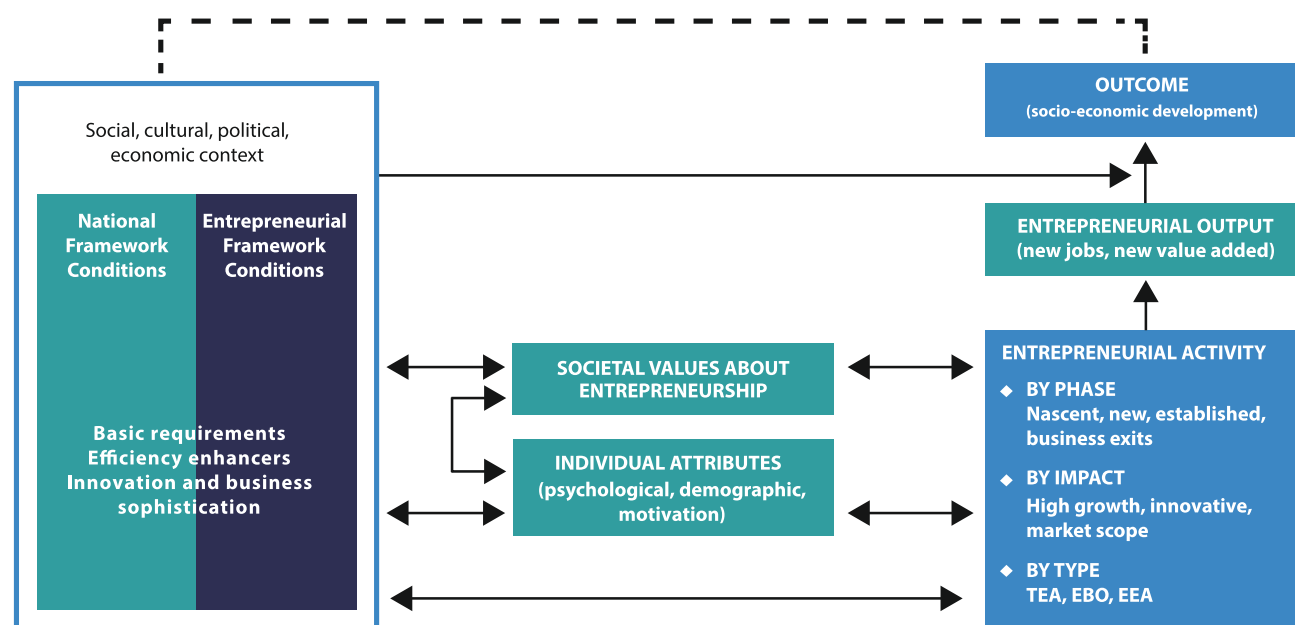 Social, cultural, political,
economic context
National
Framework
Conditions
Entrepreneurial
Framework
Conditions
Basic requirements
Efficiency enhancers
Innovation and business
sophistication
SOCIETAL VALUES ABOUT
ENTREPRENEURSHIP
INDIVIDUAL ATTRIBUTES
(psychological, demographic,
motivation)
OUTCOME
(socio-economic development)
ENTREPRENEURIAL OUTPUT
(new jobs, new value added)
ENTREPRENEURIAL ACTIVITY
BY PHASE
Nascent, new, established,
business exits
BY IMPACT
High growth, innovative,
market scope
BY TYPE
TEA, EBO, EEA